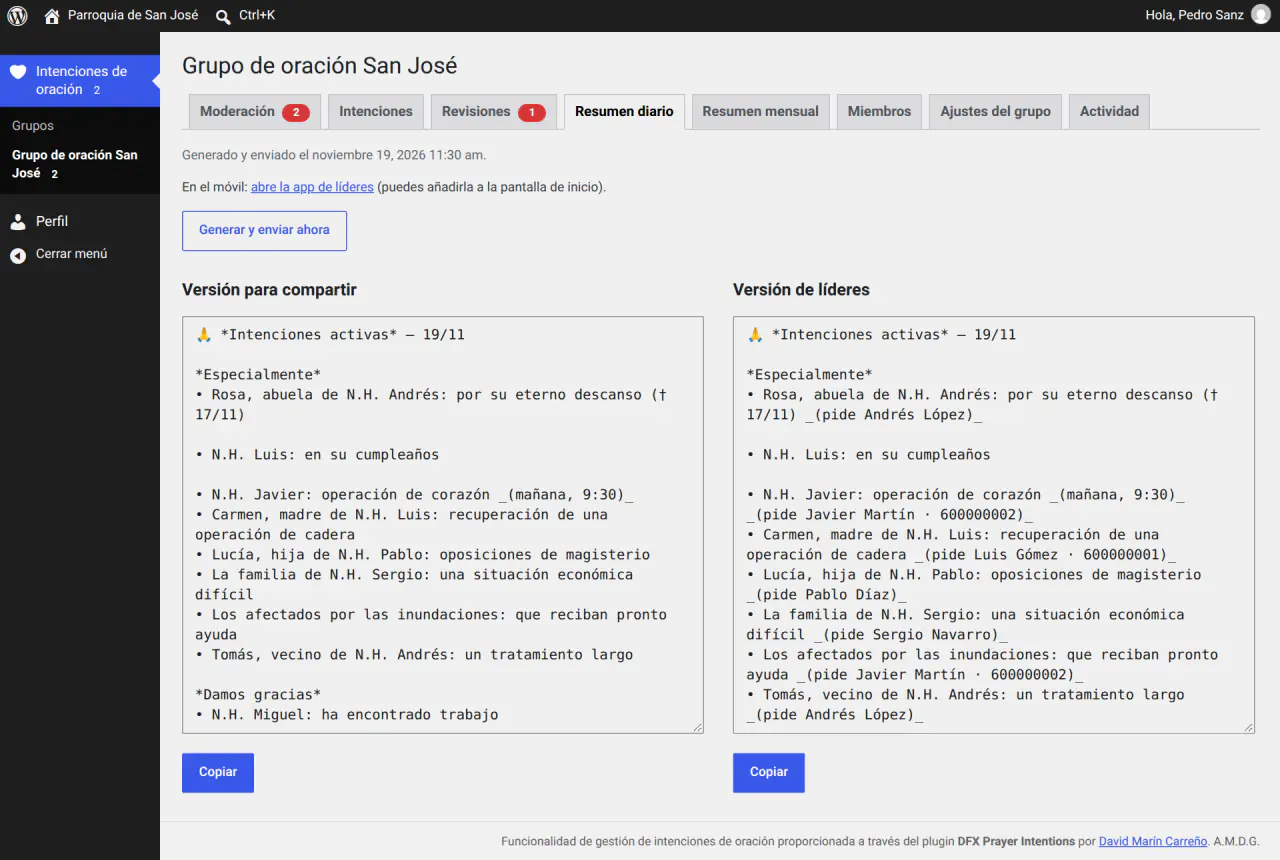 Parroquia de San José
Ctrl+K
Hola, Pedro Sanz
Intenciones de
oración 2
Grupos
Grupo de oración San
José 2
Perfil
Cerrar menú
Grupo de oración San José
Moderación 2
Intenciones
Revisiones 1
Resumen diario
Resumen mensual
Miembros
Ajustes del grupo
Actividad
Generado y enviado el noviembre 19, 2026 11:30 am.
En el móvil: abre la app de líderes (puedes añadirla a la pantalla de inicio).
Generar y enviar ahora
Versión para compartir
🙏 *Intenciones activas* — 19/11
*Especialmente*
• Rosa, abuela de N.H. Andrés: por su eterno descanso (†
17/11)
• N.H. Luis: en su cumpleaños
• N.H. Javier: operación de corazón _(mañana, 9:30)_
• Carmen, madre de N.H. Luis: recuperación de una
operación de cadera
• Lucía, hija de N.H. Pablo: oposiciones de magisterio
• La familia de N.H. Sergio: una situación económica
difícil
• Los afectados por las inundaciones: que reciban pronto
ayuda
• Tomás, vecino de N.H. Andrés: un tratamiento largo
*Damos gracias*
• N.H. Miguel: ha encontrado trabajo
Copiar
Versión de líderes
🙏 *Intenciones activas* — 19/11
*Especialmente*
• Rosa, abuela de N.H. Andrés: por su eterno descanso (†
17/11) _(pide Andrés López)_
• N.H. Luis: en su cumpleaños
• N.H. Javier: operación de corazón _(mañana, 9:30)_
_(pide Javier Martín · 600000002)_
• Carmen, madre de N.H. Luis: recuperación de una
operación de cadera _(pide Luis Gómez · 600000001)_
• Lucía, hija de N.H. Pablo: oposiciones de magisterio
_(pide Pablo Díaz)_
• La familia de N.H. Sergio: una situación económica
difícil _(pide Sergio Navarro)_
• Los afectados por las inundaciones: que reciban pronto
ayuda _(pide Javier Martín · 600000002)_
• Tomás, vecino de N.H. Andrés: un tratamiento largo
_(pide Andrés López)_
Copiar
Funcionalidad de gestión de intenciones de oración proporcionada a través del plugin DFX Prayer Intentions por David Marín Carreño. A.M.D.G.